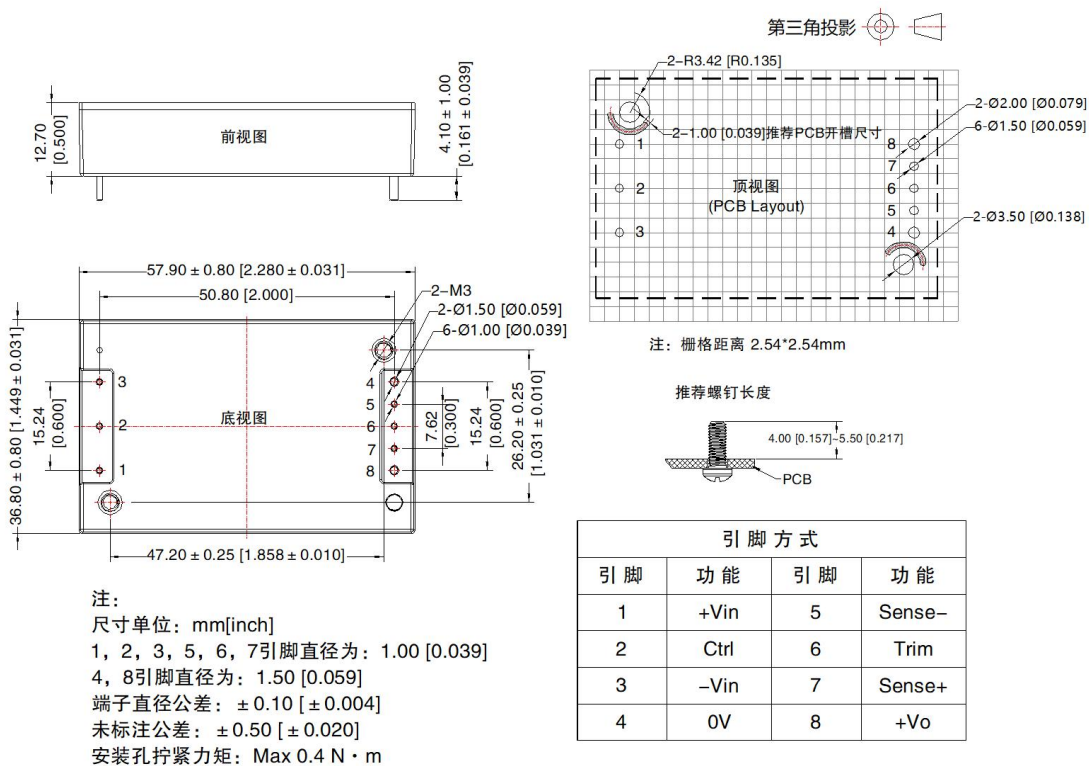 第三角投影
2-R3.42 [R0.135]
2-Ø2.00 [Ø0.079]
6-Ø1.50 [Ø0.059]
2-1.00 [0.039]推荐PCB开槽尺寸
1
2
3
8
7
6
5
4
顶视图
(PCB Layout)
2-Ø3.50 [Ø0.138]
注：栅格距离 2.54*2.54mm
12.70
[0.500]
前视图
4.10±1.00
[0.161±0.039]
57.90±0.80 [2.280±0.031]
50.80 [2.000]
2-M3
2-Ø1.50 [Ø0.059]
6-Ø1.00 [Ø0.039]
36.80±0.80 [1.449±0.031]
15.24
[0.600]
3
2
1
底视图
4
5
6
7
8
7.62
[0.300]
15.24
[0.600]
26.20±0.25
[1.031±0.010]
47.20±0.25 [1.858±0.010]
推荐螺钉长度
4.00 [0.157]~5.50 [0.217]
PCB
注：
尺寸单位：mm[inch]
1，2，3，5，6，7引脚直径为：1.00 [0.039]
4，8引脚直径为：1.50 [0.059]
端子直径公差：±0.10 [±0.004]
未标注公差：±0.50 [±0.020]
安装孔拧紧力矩：Max 0.4 N·m
引脚方式
引脚 功能 引脚 功能
1 +Vin 5 Sense-
2 Ctrl 6 Trim
3 -Vin 7 Sense+
4 0V 8 +Vo